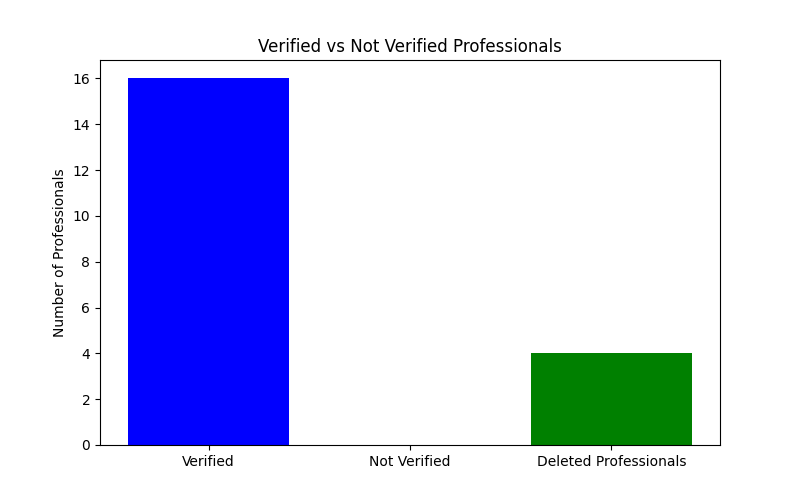 Verified vs Not Verified Professionals
Number of Professionals
16
14
12
10
8
6
4
2
0
Verified
Not Verified
Deleted Professionals